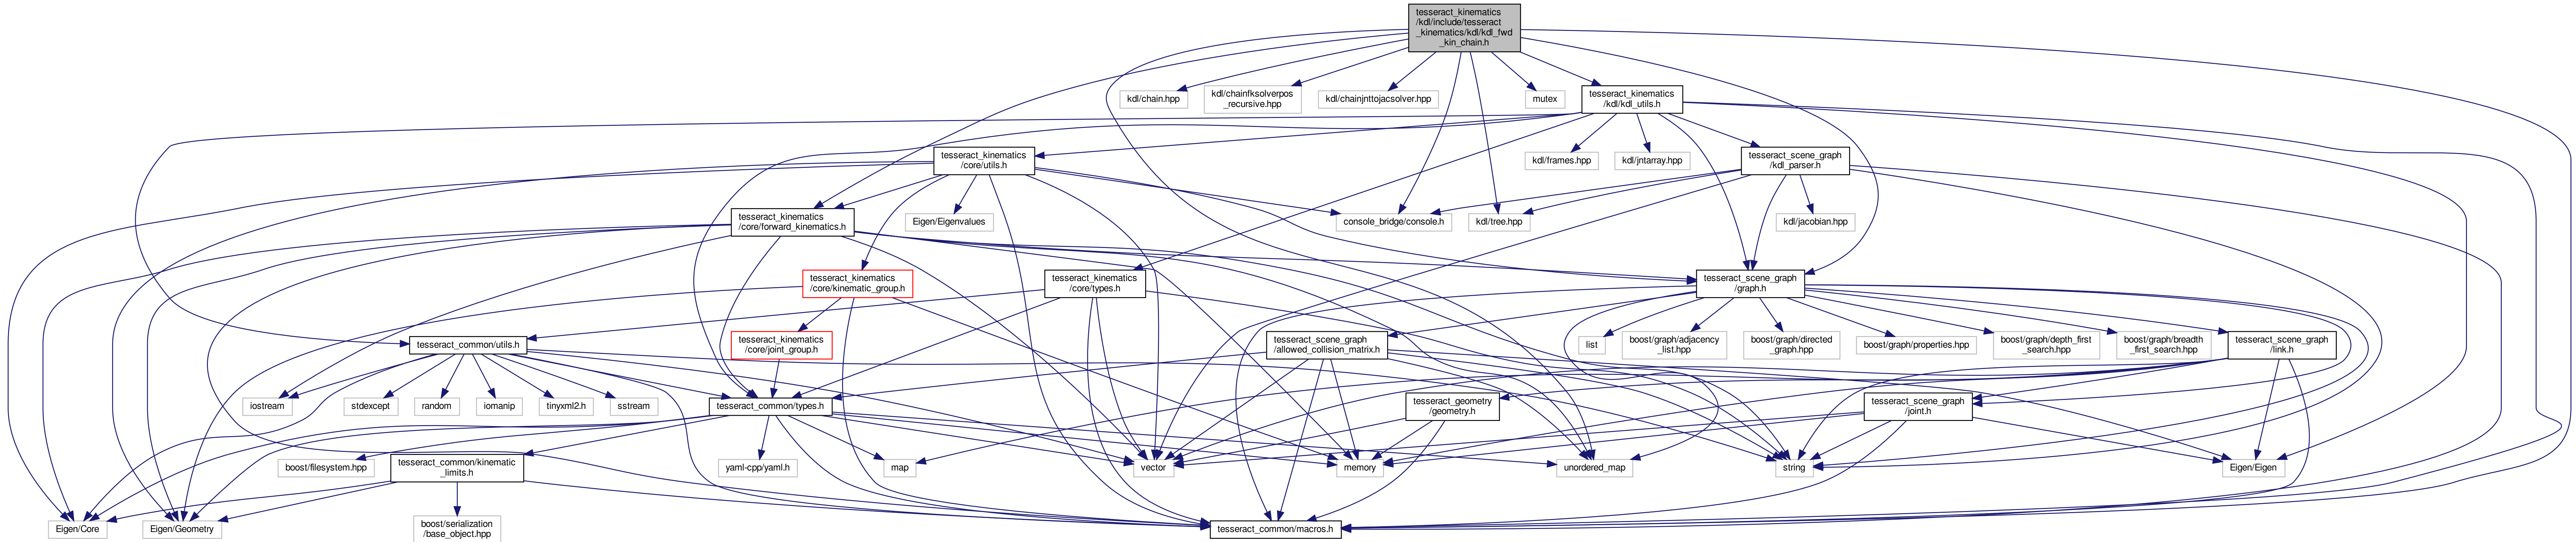 tesseract_kinematics
/kdl/include/tesseract
_kinematics/kdl/kdl_fwd
_kin_chain.h
kdl/chain.hpp
kdl/chainfksolverpos
_recursive.hpp
kdl/chainjnttojacsolver.hpp
mutex
tesseract_kinematics
/kdl/kdl_utils.h
tesseract_kinematics
/core/utils.h
kdl/frames.hpp
kdl/jntarray.hpp
tesseract_scene_graph
/kdl_parser.h
tesseract_kinematics
/core/forward_kinematics.h
Eigen/Eigenvalues
console_bridge/console.h
kdl/tree.hpp
kdl/jacobian.hpp
tesseract_kinematics
/core/kinematic_group.h
tesseract_kinematics
/core/types.h
tesseract_scene_graph
/graph.h
tesseract_common/utils.h
tesseract_kinematics
/core/joint_group.h
tesseract_scene_graph
/allowed_collision_matrix.h
list
boost/graph/adjacency
_list.hpp
boost/graph/directed
_graph.hpp
boost/graph/properties.hpp
boost/graph/depth_first
_search.hpp
boost/graph/breadth
_first_search.hpp
tesseract_scene_graph
/link.h
iostream
stdexcept
random
iomanip
tinyxml2.h
sstream
tesseract_common/types.h
tesseract_geometry
/geometry.h
tesseract_scene_graph
/joint.h
boost/filesystem.hpp
tesseract_common/kinematic
_limits.h
yaml-cpp/yaml.h
map
vector
memory
unordered_map
string
Eigen/Eigen
Eigen/Core
Eigen/Geometry
boost/serialization
/base_object.hpp
tesseract_common/macros.h